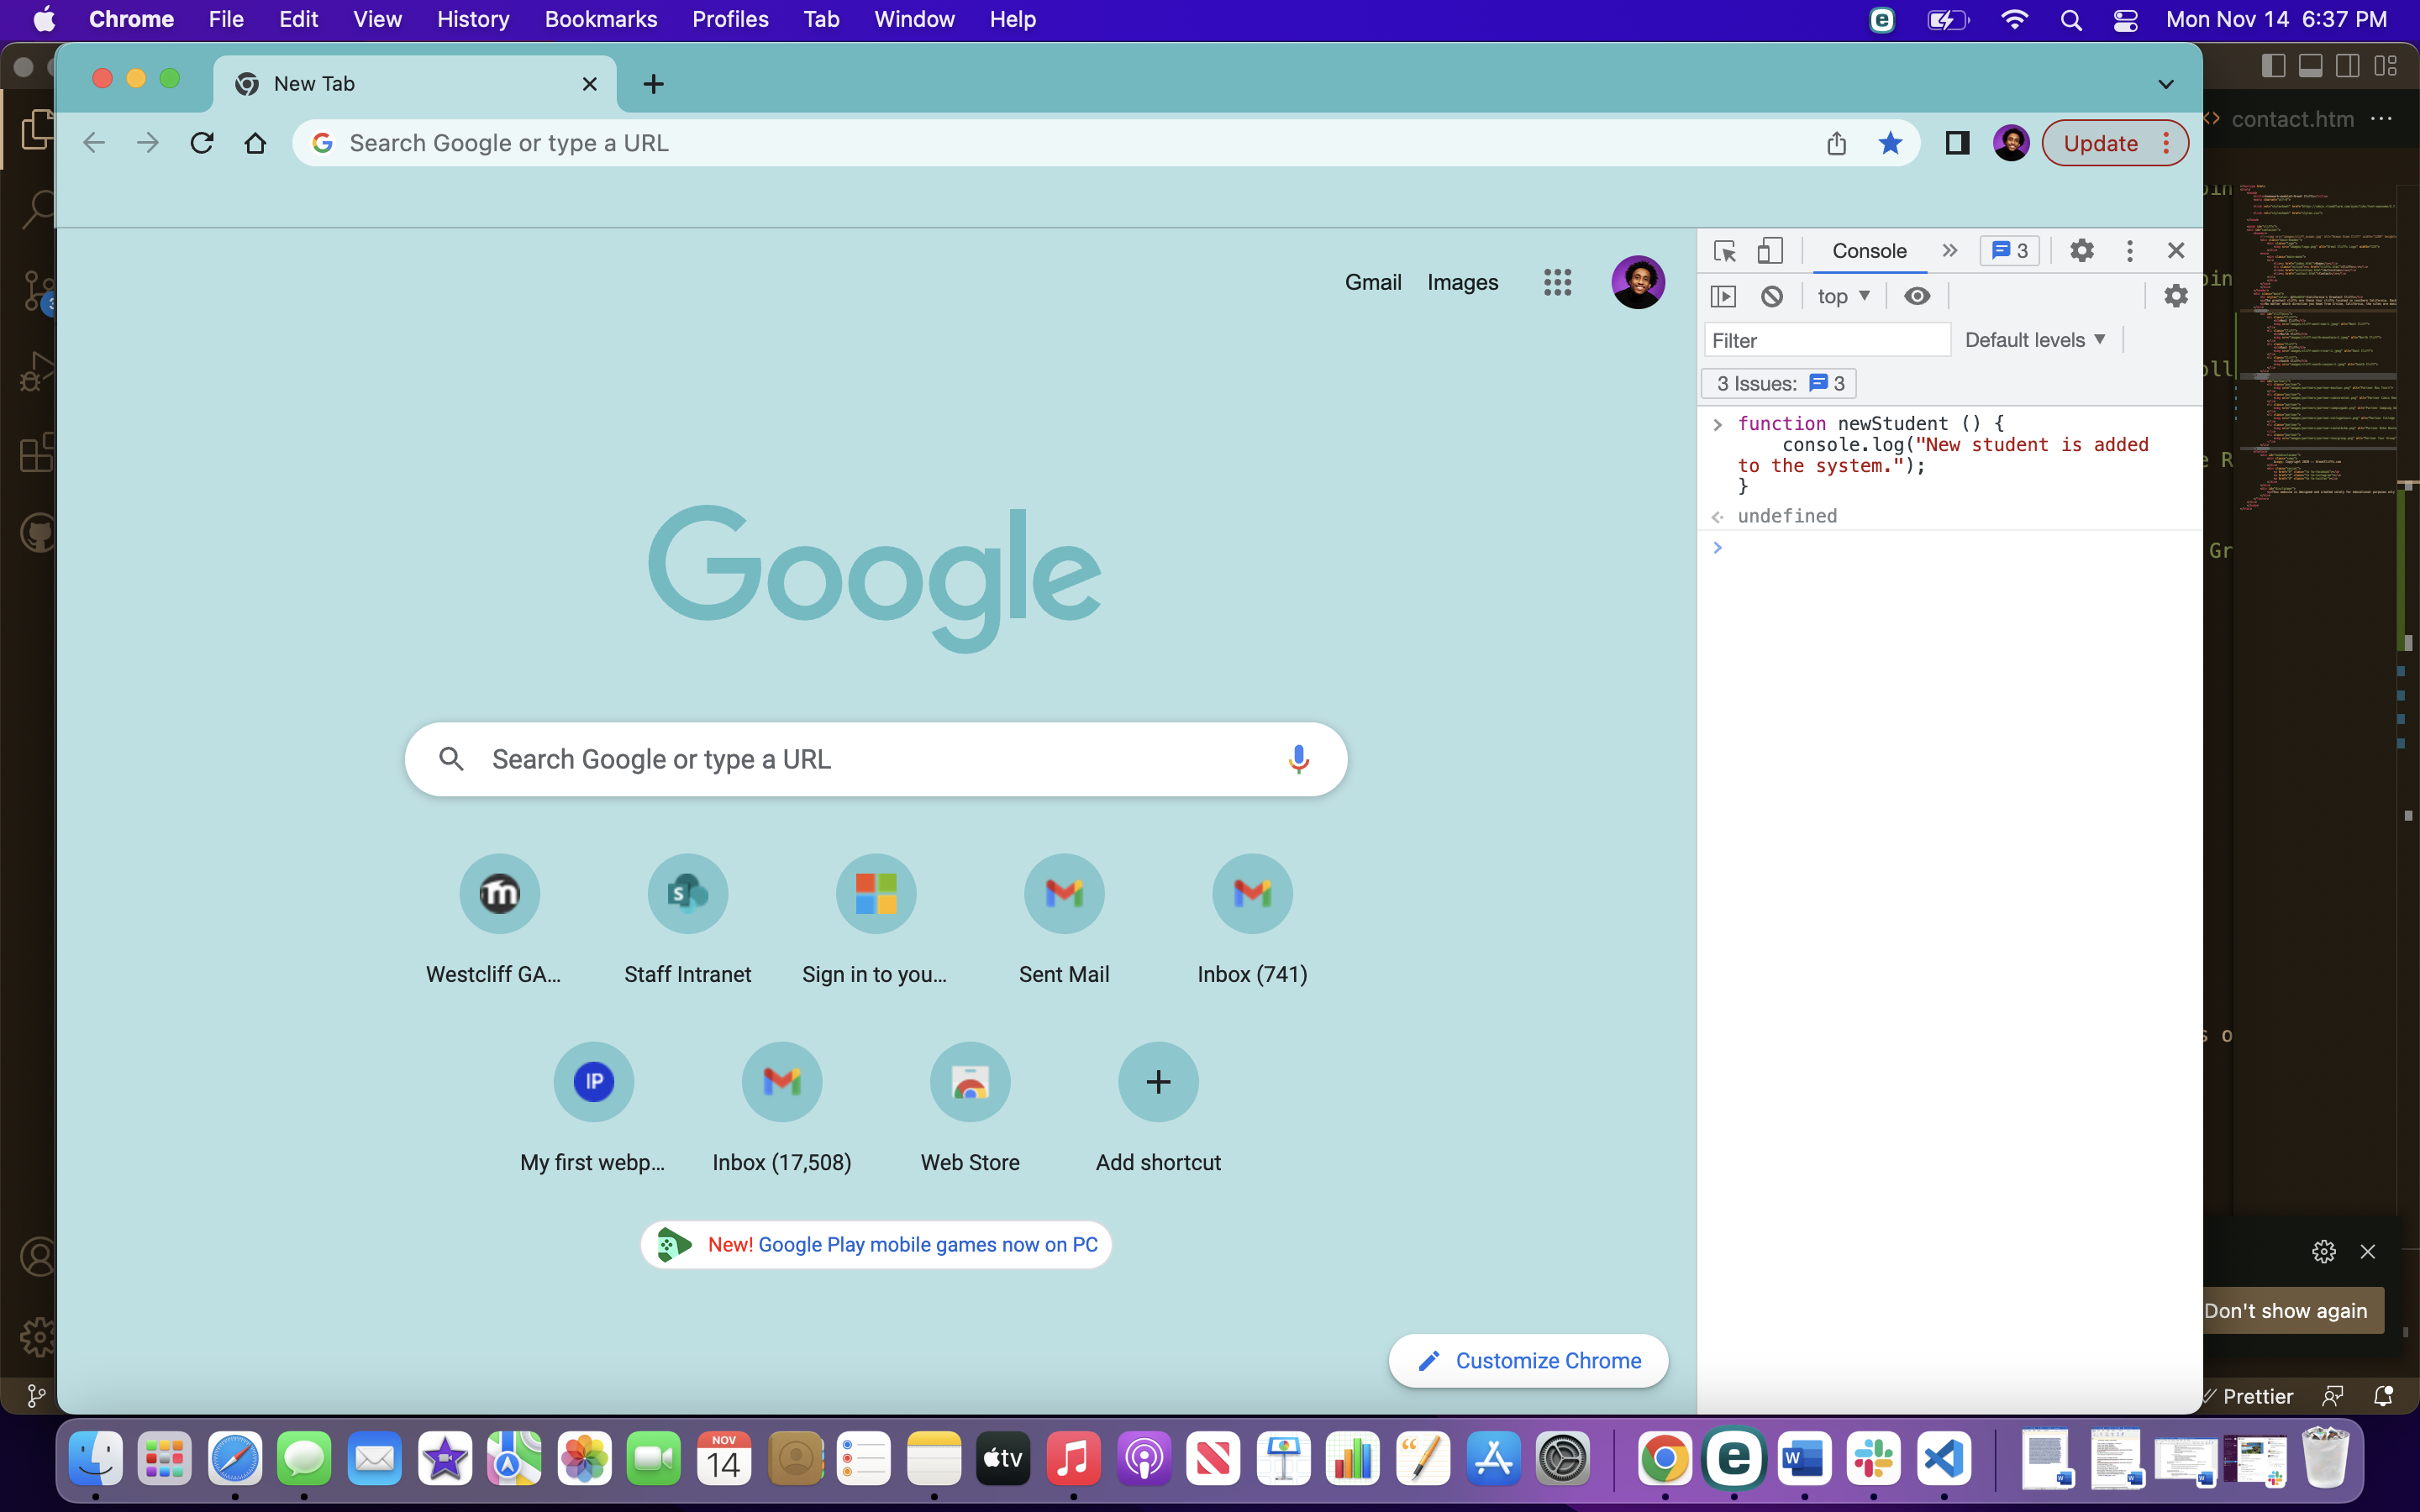 Chrome File Edit View History Bookmarks Profiles Tab Window Help
Mon Nov 14 6:37 PM
New Tab
contact.htm
Search Google or type a URL
Update
Gmail Images
Console
3
top
Filter
Default levels
3 Issues: 3
function newStudent () {
console.log("New student is added
to the system.");
}
undefined
Google
Search Google or type a URL
Westcliff GA...
Staff Intranet
Sign in to you...
Sent Mail
Inbox (741)
IP
My first webp...
Inbox (17,508)
Web Store
Add shortcut
New! Google Play mobile games now on PC
Don't show again
Customize Chrome
Prettier
NOV
14
tv